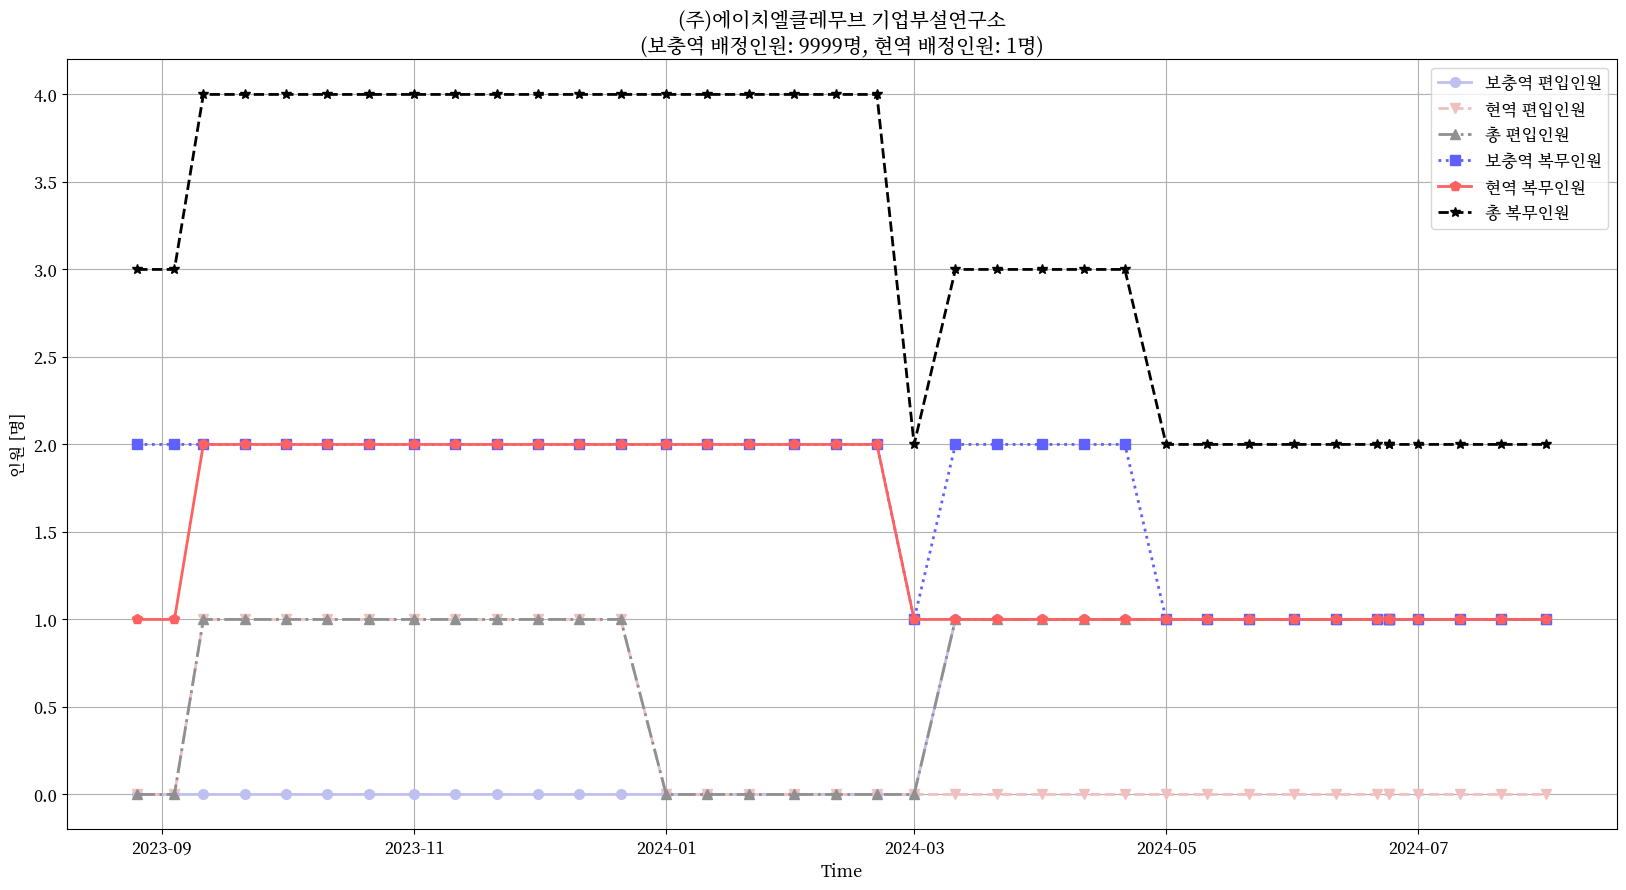 (주)에이치엘클레무브 기업부설연구소
(보충역 배정인원: 9999명, 현역 배정인원: 1명)
보충역 편입인원
현역 편입인원
총 편입인원
보충역 복무인원
현역 복무인원
총 복무인원
인원 [명]
4.0
3.5
3.0
2.5
2.0
1.5
1.0
0.5
0.0
2023-09
2023-11
2024-01
2024-03
2024-05
2024-07
Time